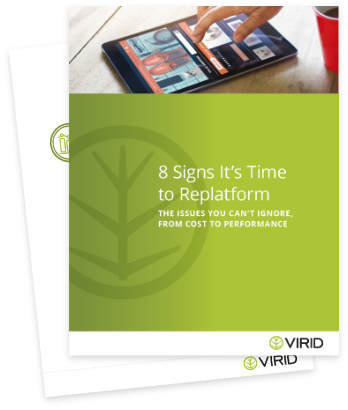 8 Signs It’s Time
to Replatform
THE ISSUES YOU CAN'T IGNORE,
FROM COST TO PERFORMANCE
VIRID
VIRID